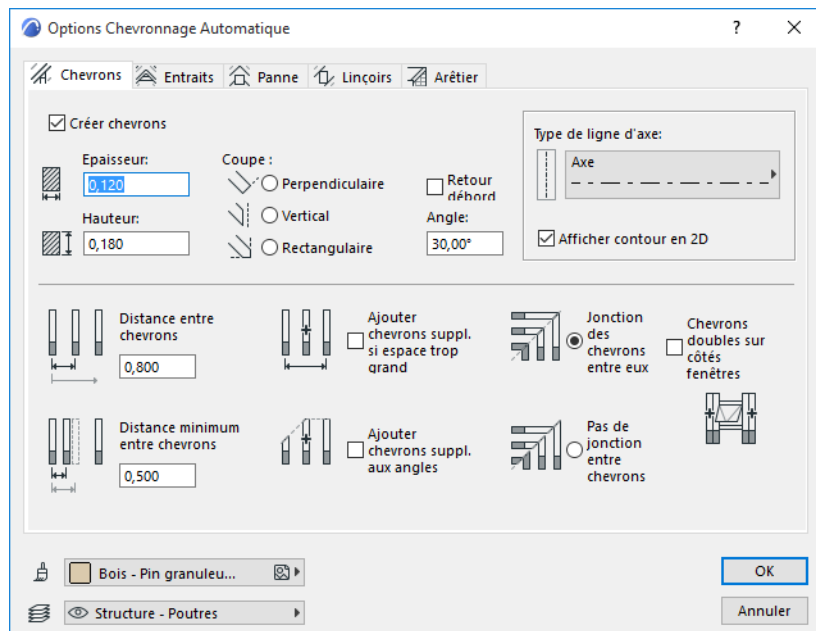 Options Chevronnage Automatique
?
Chevrons
Entraits
Panne
Linçoirs
Arêtier
Créer chevrons
Epaisseur:
0,120
Hauteur:
0,180
Coupe :
Perpendiculaire
Vertical
Rectangulaire
Retour
débord
Angle:
30,00°
Type de ligne d'axe:
Axe
Afficher contour en 2D
Distance entre
chevrons
0,800
Ajouter
chevrons suppl.
si espace trop
grand
Jonction
des
chevrons
entre eux
Chevrons
doubles sur
côtés
fenêtres
Distance minimum
entre chevrons
0,500
Ajouter
chevrons suppl.
aux angles
Pas de
jonction
entre
chevrons
Bois - Pin granuleu...
Structure - Poutres
OK
Annuler